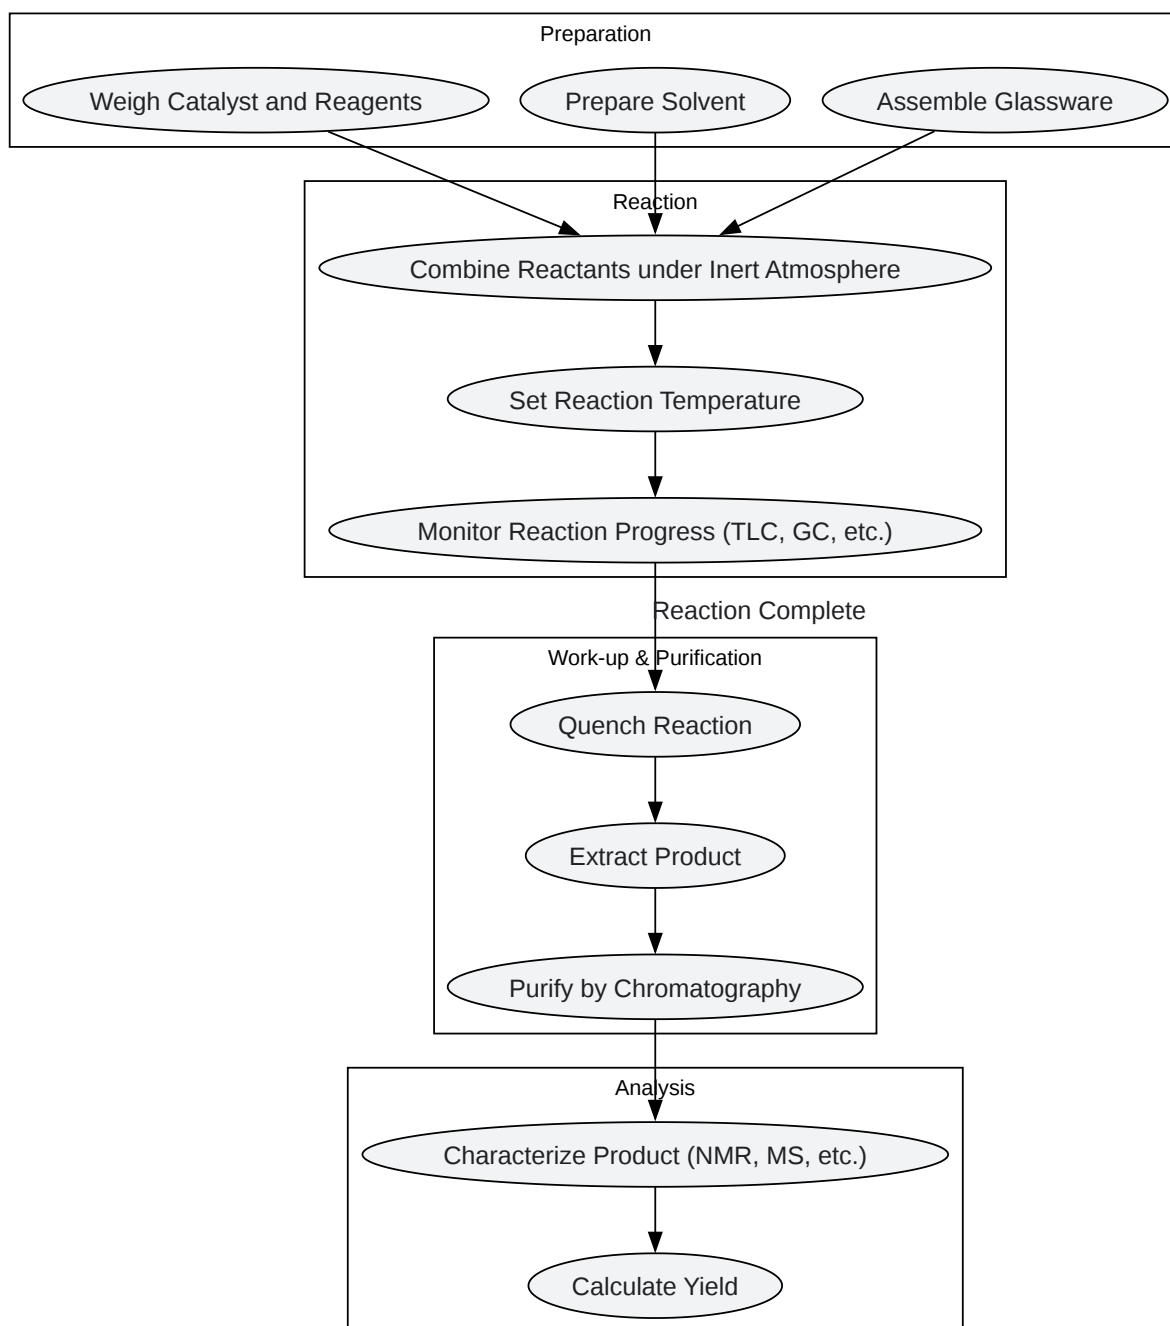 Preparation
Weigh Catalyst and Reagents
Prepare Solvent
Assemble Glassware
Reaction
Combine Reactants under Inert Atmosphere
Set Reaction Temperature
Monitor Reaction Progress (TLC, GC, etc.)
Reaction Complete
Work-up & Purification
Quench Reaction
Extract Product
Purify by Chromatography
Analysis
Characterize Product (NMR, MS, etc.)
Calculate Yield